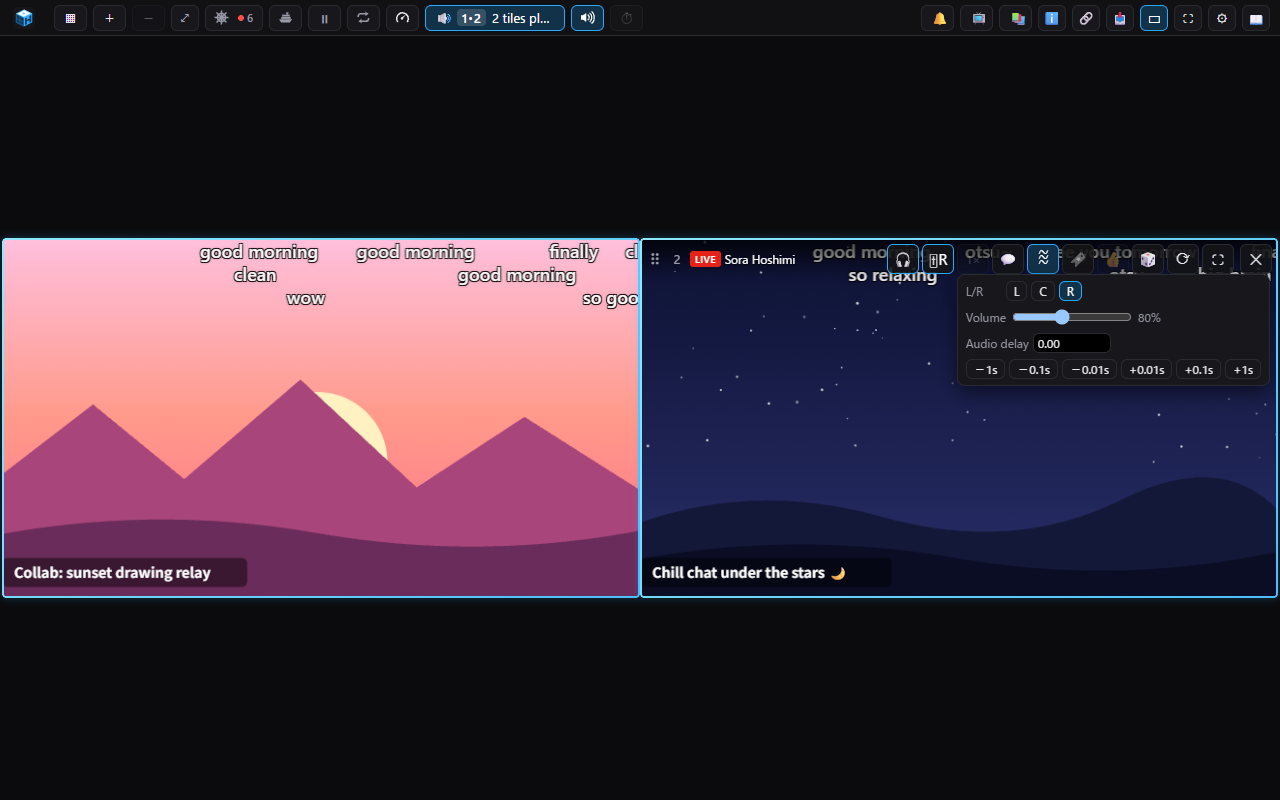 6
1•2 2 tiles pl...
good morning good morning finally
clean good morning
wow so goo
Collab: sunset drawing relay
2 LIVE Sora Hoshimi good
R
so relaxing
L/R L C R
Volume 80%
Audio delay 0.00
−1s −0.1s −0.01s +0.01s +0.1s +1s
Chill chat under the stars 🌙